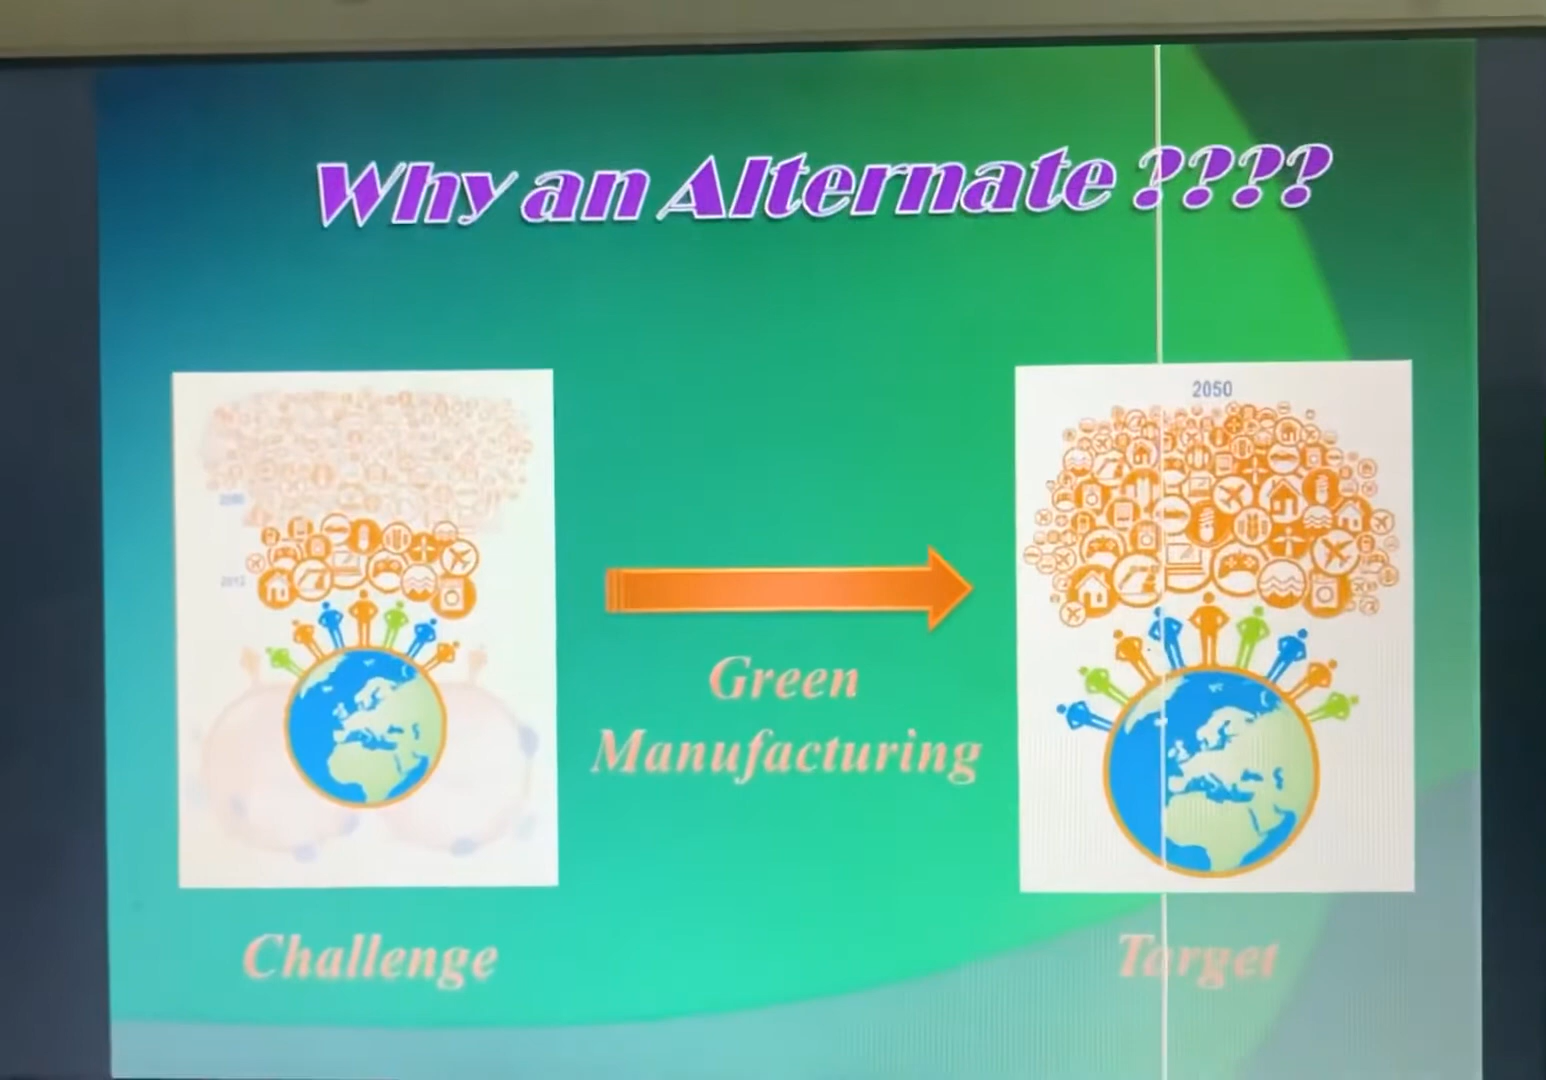 Why an Alternate ????
2050
Green
Manufacturing
Challenge
Target